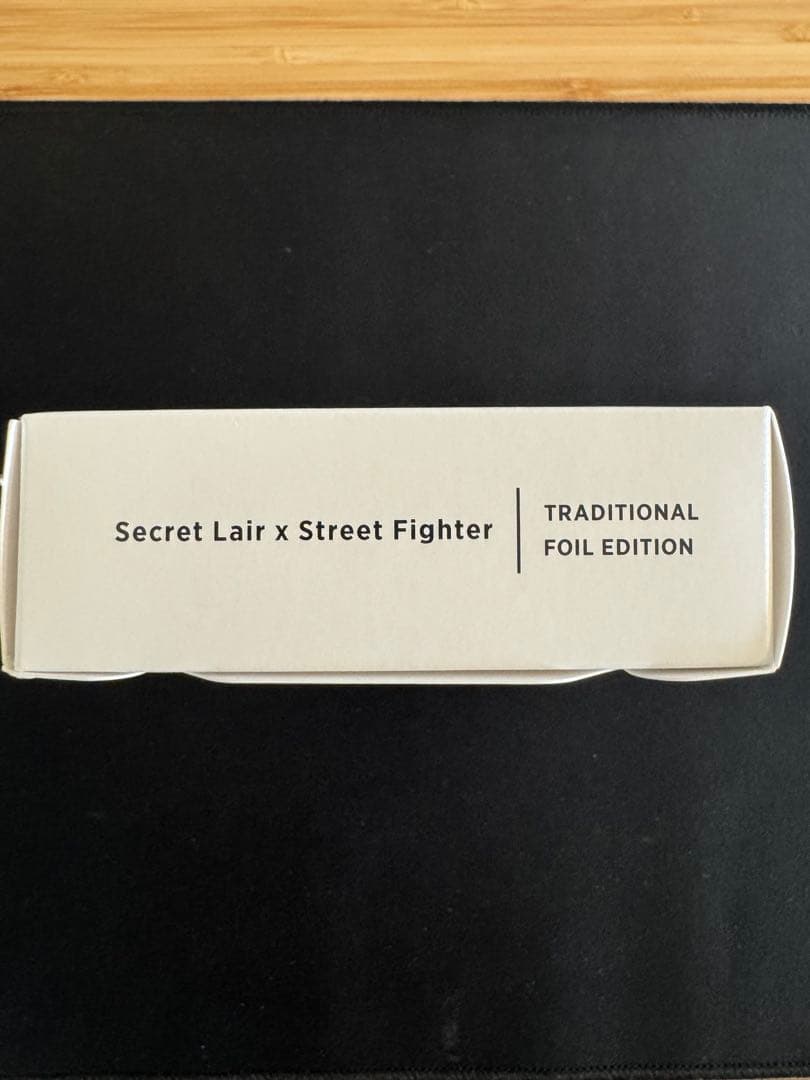 Secret Lair x Street Fighter
TRADITIONAL
FOIL EDITION